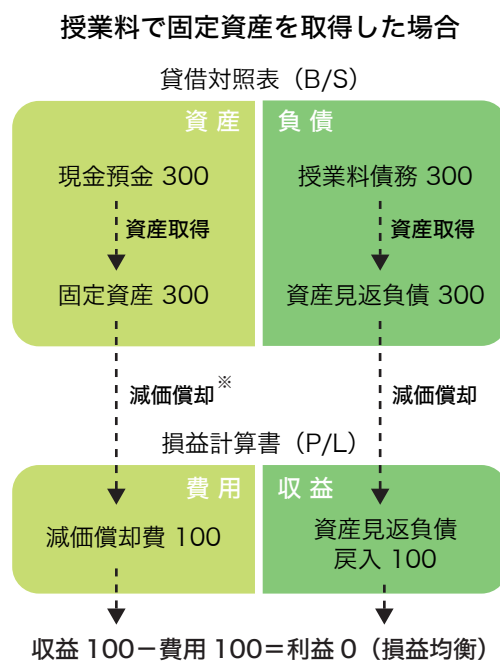 授業料で固定資産を取得した場合
貸借対照表（B/S）
資 産
負 債
現金預金 300
授業料債務 300
資産取得
資産取得
固定資産 300
資産見返負債 300
減価償却※
減価償却
損益計算書（P/L）
費 用
収 益
減価償却費 100
資産見返負債
戻入 100
収益 100−費用 100＝利益 0（損益均衡）